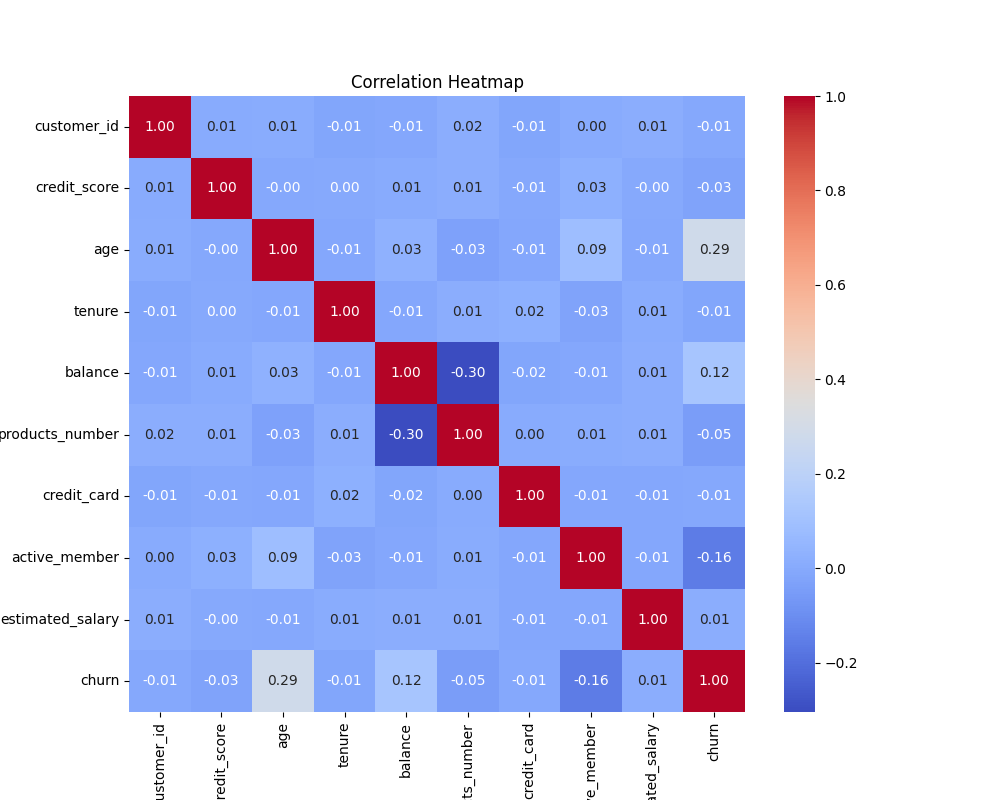 Correlation Heatmap
customer_id 1.00 0.01 0.01 -0.01 -0.01 0.02 -0.01 0.00 0.01 -0.01
credit_score 0.01 1.00 -0.00 0.00 0.01 0.01 -0.01 0.03 -0.00 -0.03
age 0.01 -0.00 1.00 -0.01 0.03 -0.03 -0.01 0.09 -0.01 0.29
tenure -0.01 0.00 -0.01 1.00 -0.01 0.01 0.02 -0.03 0.01 -0.01
balance -0.01 0.01 0.03 -0.01 1.00 -0.30 -0.02 -0.01 0.01 0.12
products_number 0.02 0.01 -0.03 0.01 -0.30 1.00 0.00 0.01 0.01 -0.05
credit_card -0.01 -0.01 -0.01 0.02 -0.02 0.00 1.00 -0.01 -0.01 -0.01
active_member 0.00 0.03 0.09 -0.03 -0.01 0.01 -0.01 1.00 -0.01 -0.16
estimated_salary 0.01 -0.00 -0.01 0.01 0.01 0.01 -0.01 -0.01 1.00 0.01
churn -0.01 -0.03 0.29 -0.01 0.12 -0.05 -0.01 -0.16 0.01 1.00
ustomer_id
redit_score
age
tenure
balance
ts_number
credit_card
ve_member
ated_salary
churn
1.0
0.8
0.6
0.4
0.2
0.0
−0.2